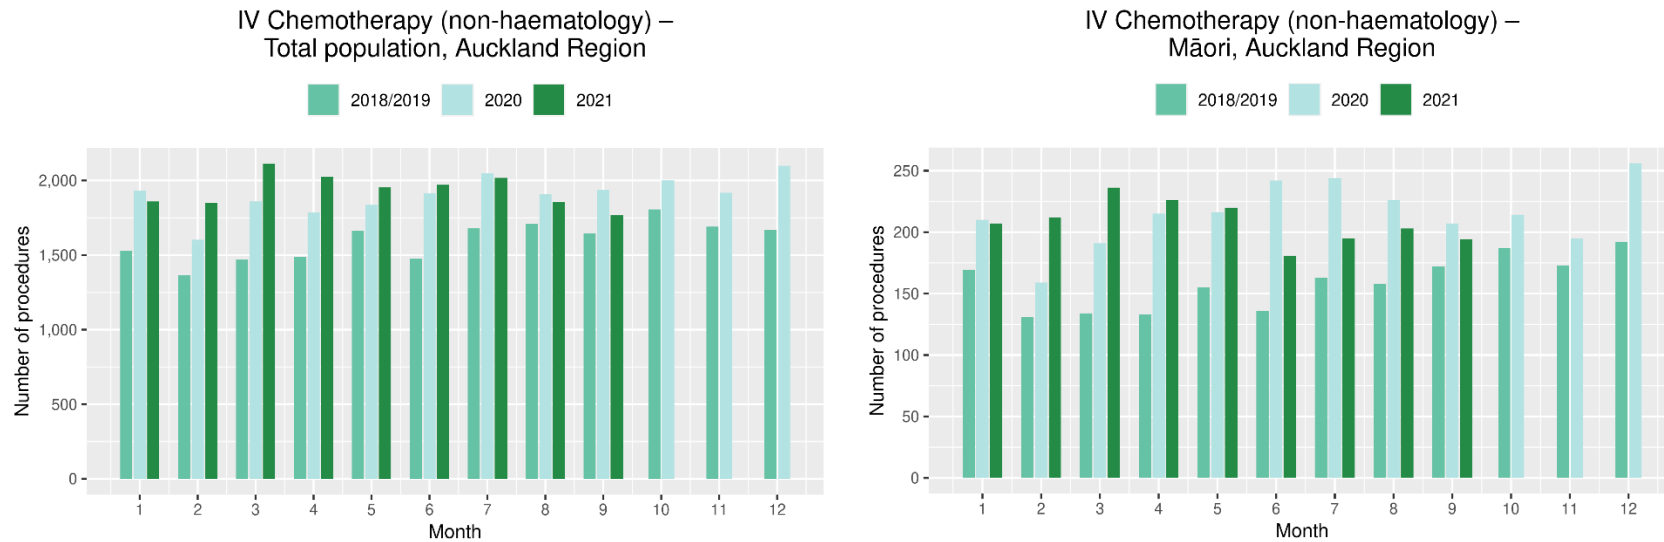 IV Chemotherapy (non-haematology) –
Total population, Auckland Region
2018/2019 2020 2021
Number of procedures
2,000
1,500
1,000
500
0
1 2 3 4 5 6 7 8 9 10 11 12
Month
IV Chemotherapy (non-haematology) –
Māori, Auckland Region
2018/2019 2020 2021
Number of procedures
250
200
150
100
50
0
1 2 3 4 5 6 7 8 9 10 11 12
Month